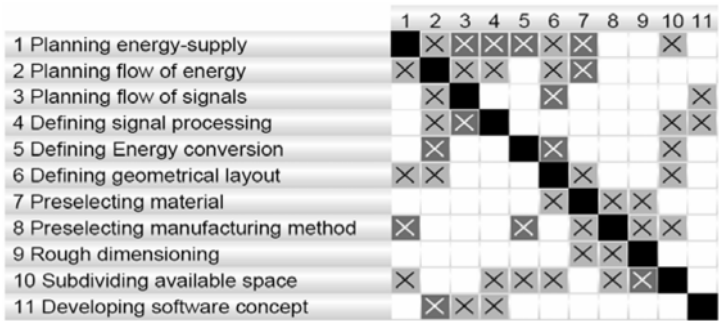 1 2 3 4 5 6 7 8 9 10 11
1 Planning energy-supply
2 Planning flow of energy
3 Planning flow of signals
4 Defining signal processing
5 Defining Energy conversion
6 Defining geometrical layout
7 Preselecting material
8 Preselecting manufacturing method
9 Rough dimensioning
10 Subdividing available space
11 Developing software concept